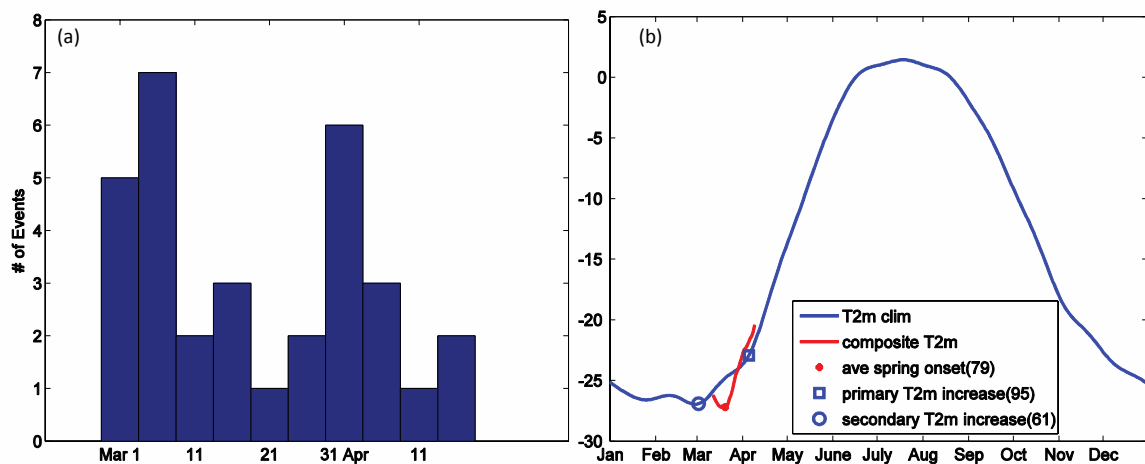 (a)
8
7
6
5
4
3
2
1
0
# of Events
Mar 1 11 21 31 Apr 11
(b)
5
0
-5
-10
-15
-20
-25
-30
Jan Feb Mar Apr May June July Aug Sep Oct Nov Dec
T2m clim
composite T2m
ave spring onset(79)
primary T2m increase(95)
secondary T2m increase(61)